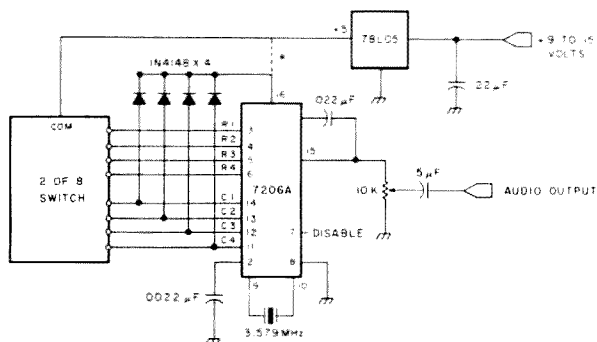 +5
78L05
+9 TO 15
VOLTS
*
1N4148 X 4
.22µF
16
.022µF
COM
R1
3
R2
4
R3
5
R4
6
15
2 OF 8
SWITCH
7206A
5µF
10K
AUDIO OUTPUT
C1
14
C2
13
C3
12
C4
11
7
DISABLE
2
8
.0022µF
9
10
3.579MHz